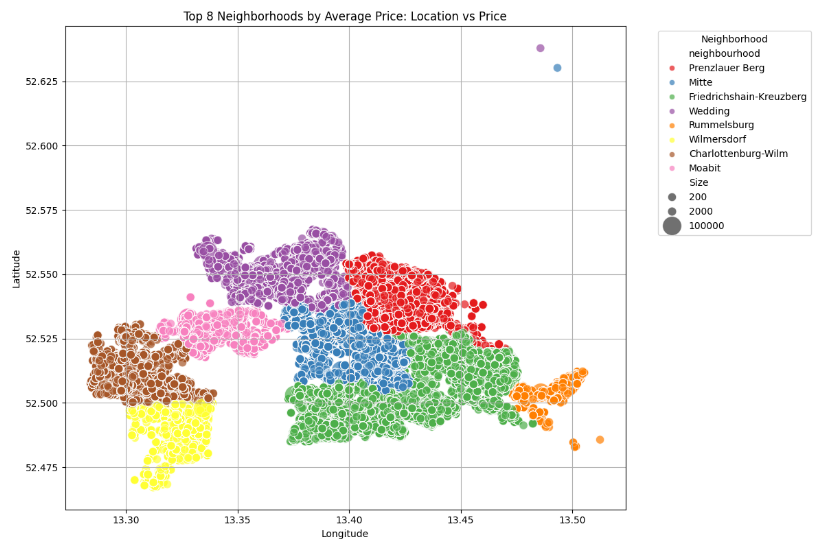 Top 8 Neighborhoods by Average Price: Location vs Price
Neighborhood
neighbourhood
Prenzlauer Berg
Mitte
Friedrichshain-Kreuzberg
Wedding
Rummelsburg
Wilmersdorf
Charlottenburg-Wilm
Moabit
Size
200
2000
100000
Latitude
52.625
52.600
52.575
52.550
52.525
52.500
52.475
13.30 13.35 13.40 13.45 13.50
Longitude